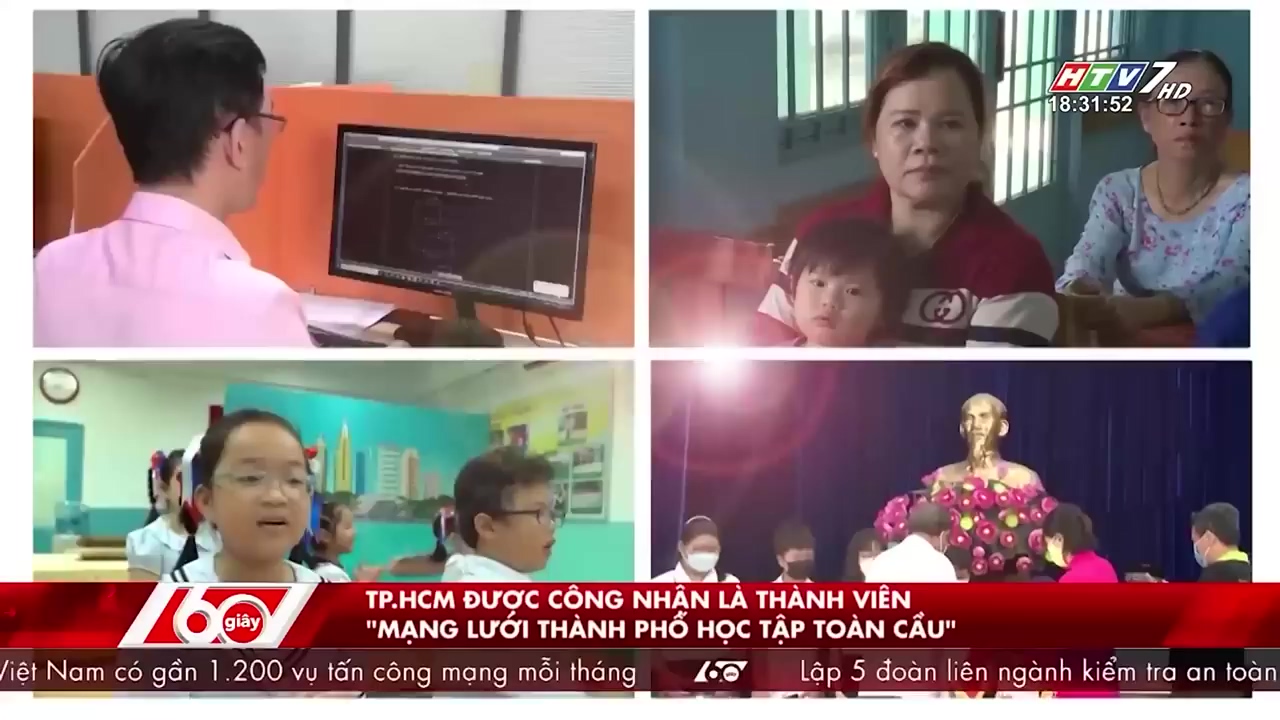 HTV7 HD
18:31:52
60 giây
TP.HCM ĐƯỢC CÔNG NHẬN LÀ THÀNH VIÊN
"MẠNG LƯỚI THÀNH PHỐ HỌC TẬP TOÀN CẦU"
Việt Nam có gần 1.200 vụ tấn công mạng mỗi tháng 60 Lập 5 đoàn liên ngành kiểm tra an toàn